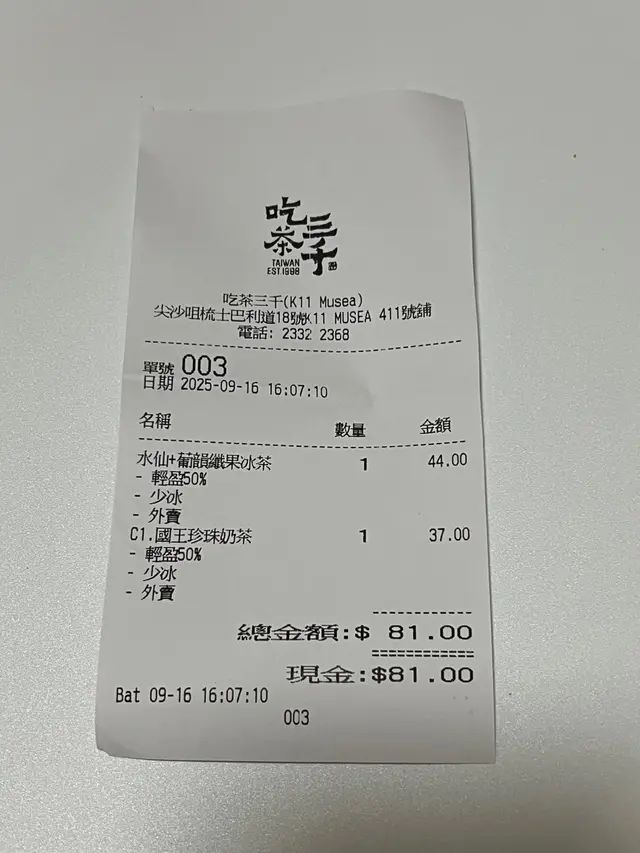 吃茶三千
TAIWAN
EST.1998
吃茶三千(K11 Musea)
尖沙咀梳士巴利道18號K11 MUSEA 411號舖
電話: 2332 2368
單號 003
日期 2025-09-16 16:07:10
名稱 數量 金額
水仙+葡韻纖果冰茶 1 44.00
- 輕盈50%
- 少冰
- 外賣
C1.國王珍珠奶茶 1 37.00
- 輕盈50%
- 少冰
- 外賣
總金額:$ 81.00
現金:$81.00
Bat 09-16 16:07:10
003